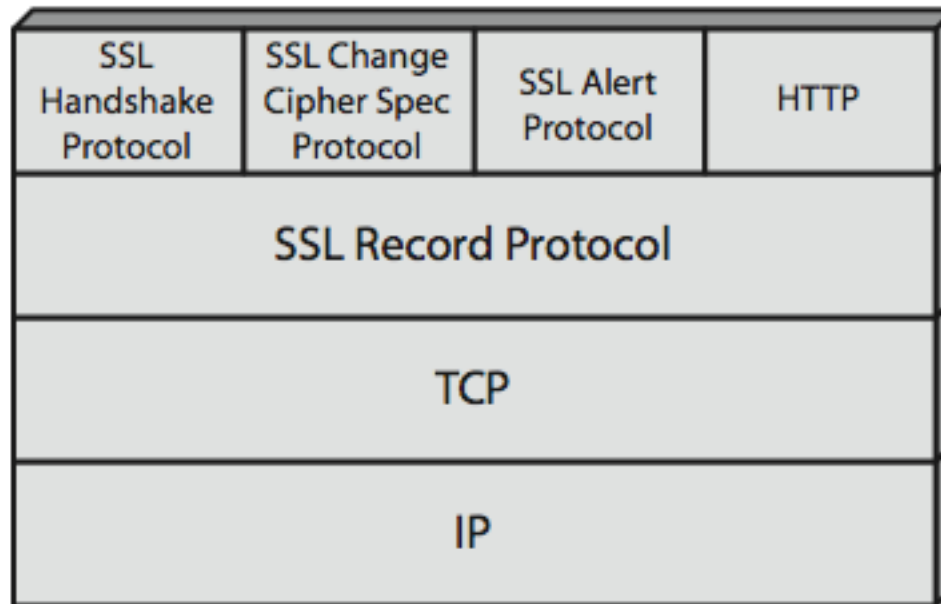 SSL
Handshake
Protocol
SSL Change
Cipher Spec
Protocol
SSL Alert
Protocol
HTTP
SSL Record Protocol
TCP
IP